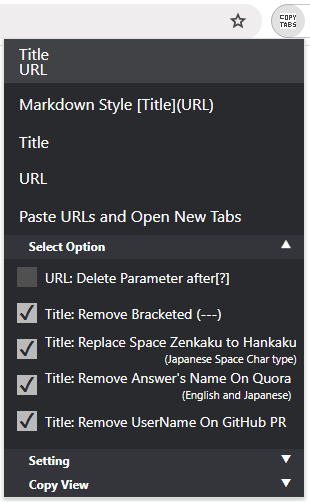 COPY
TABS
Title
URL
Markdown Style [Title](URL)
Title
URL
Paste URLs and Open New Tabs
Select Option
URL: Delete Parameter after[?]
Title: Remove Bracketed (---)
Title: Replace Space Zenkaku to Hankaku
(Japanese Space Char type)
Title: Remove Answer's Name On Quora
(English and Japanese)
Title: Remove UserName On GitHub PR
Setting
Copy View